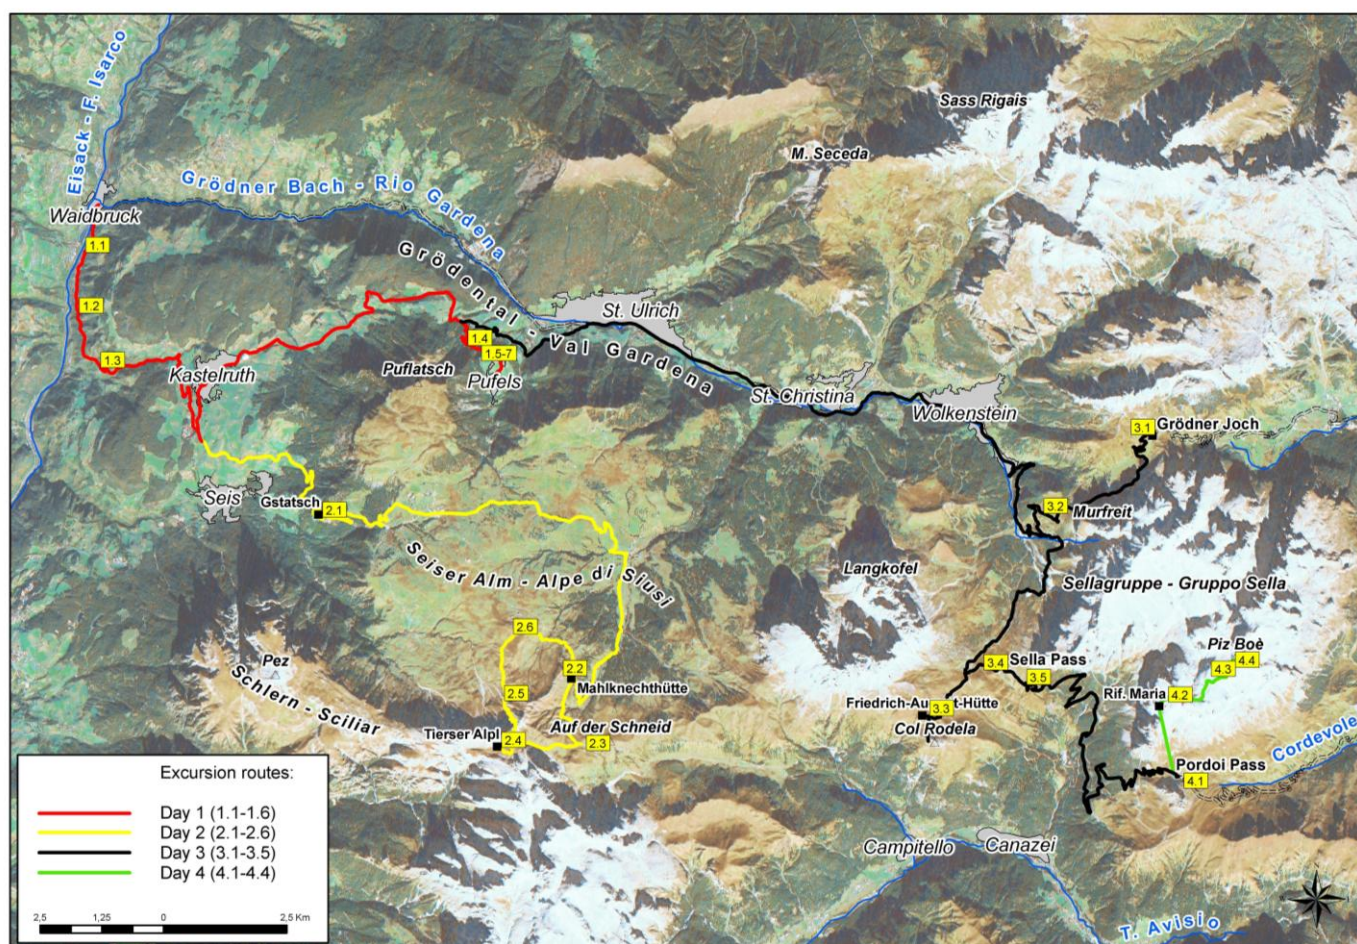 Eisack - F. Isarco
Sass Rigais
M. Seceda
Grödner Bach - Rio Gardena
Waidbruck
1.1
Grödental - Val Gardena
1.2
St. Ulrich
1.3
1.4
1.5-7
Kastelruth
Puflatsch
Pufels
St. Christina
Wolkenstein
3.1
Grödner Joch
Seis
Gstatsch
2.1
3.2
Murfreit
Seiser Alm - Alpe di Siusi
Langkofel
Sellagruppe - Gruppo Sella
2.6
Piz Boè
Pez
2.2
3.4
Sella Pass
4.3
4.4
Mahlknechthütte
3.5
Schlern - Sciliar
2.5
Rif. Maria
4.2
Friedrich-Au
t-Hütte
3.3
Auf der Schneid
Col Rodela
Tierser Alpl
2.4
2.3
Cordevole
Pordoi Pass
4.1
Campitello
Canazei
T. Avisio
Excursion routes:
Day 1 (1.1-1.6)
Day 2 (2.1-2.6)
Day 3 (3.1-3.5)
Day 4 (4.1-4.4)
2,5 1,25 0 2,5 Km